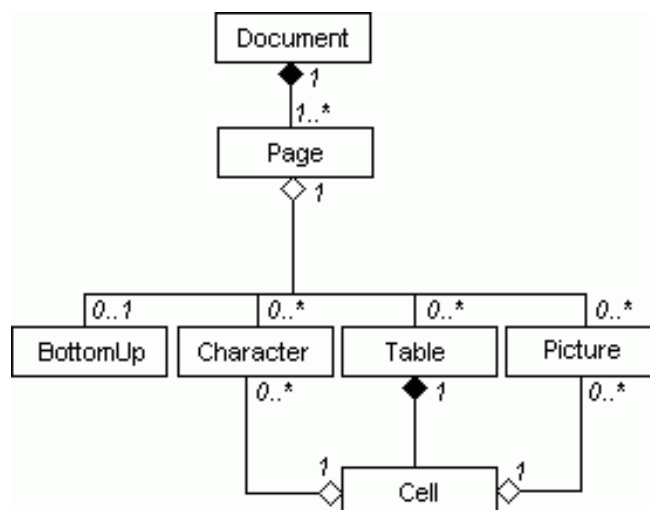 Document
1
1..*
Page
1
0..1 0..* 0..* 0..*
BottomUp Character Table Picture
0..* 1 0..*
1 1
Cell